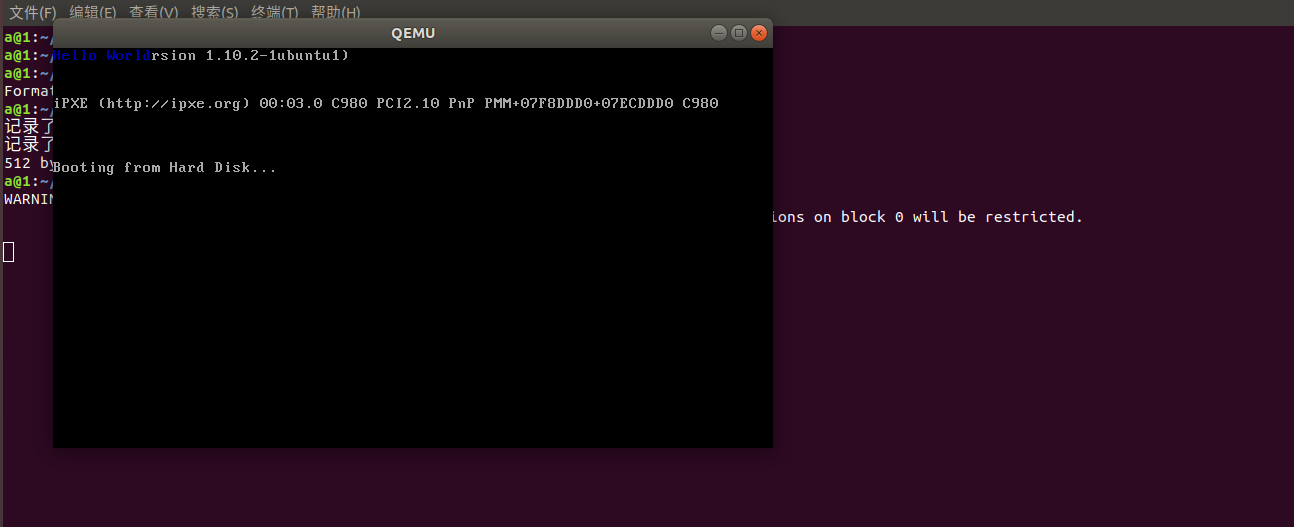 文件(F) 编辑(E) 查看(V) 搜索(S) 终端(T) 帮助(H)
QEMU
a@1:~/
a@1:~/
a@1:~/
Format
a@1:~/
记录了
记录了
512 by
a@1:~/
WARNIN
Hello Worldrsion 1.10.2-1ubuntu1)
iPXE (http://ipxe.org) 00:03.0 C980 PCI2.10 PnP PMM+07F8DDD0+07ECDDD0 C980
Booting from Hard Disk...
ions on block 0 will be restricted.